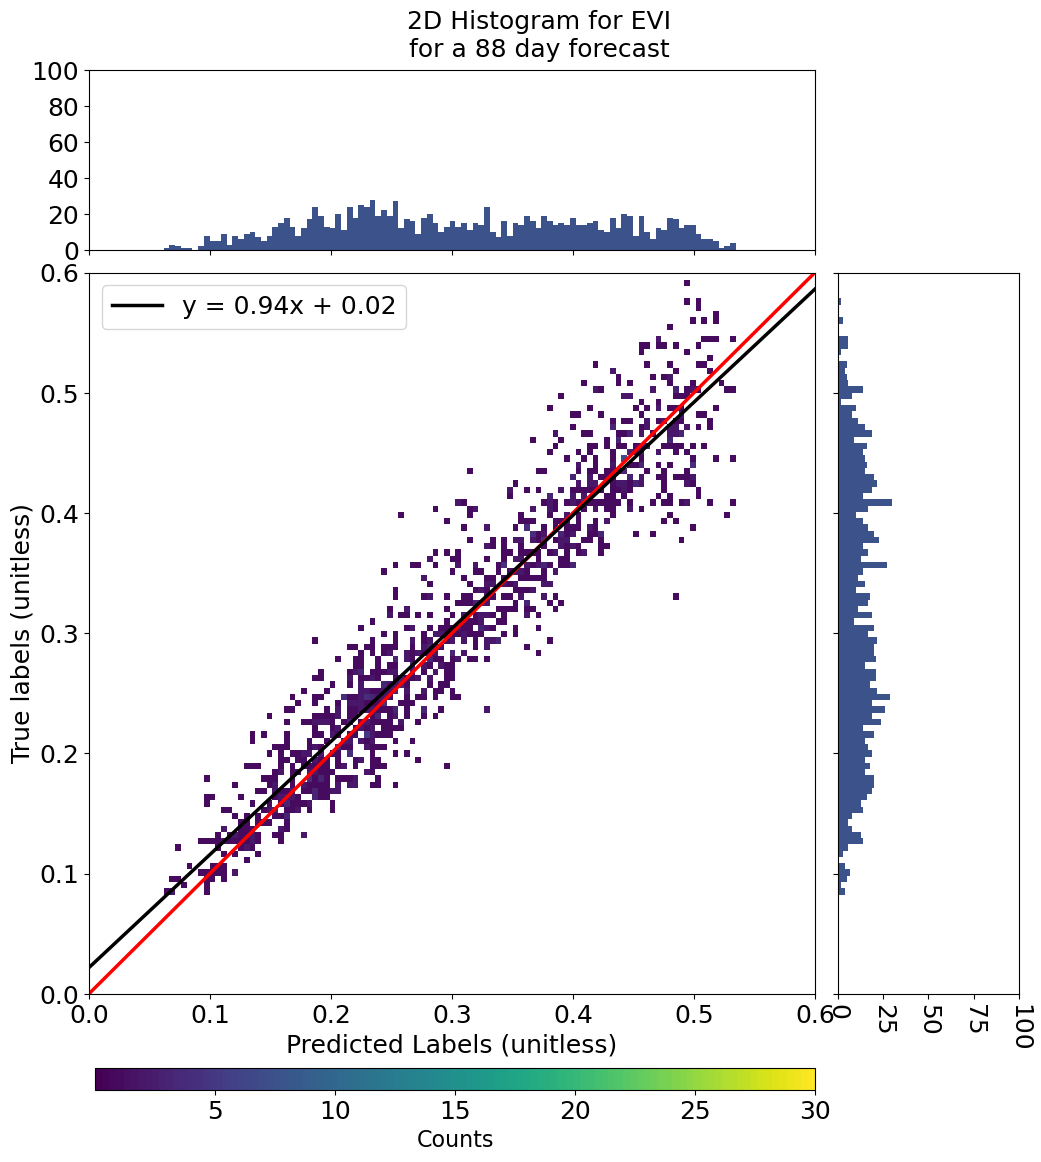 2D Histogram for EVI
for a 88 day forecast
100
80
60
40
20
0
0.6
y = 0.94x + 0.02
0.5
0.4
0.3
0.2
0.1
0.0
True labels (unitless)
0.0 0.1 0.2 0.3 0.4 0.5 0.6
0 25 50 75 100
Predicted Labels (unitless)
5 10 15 20 25 30
Counts